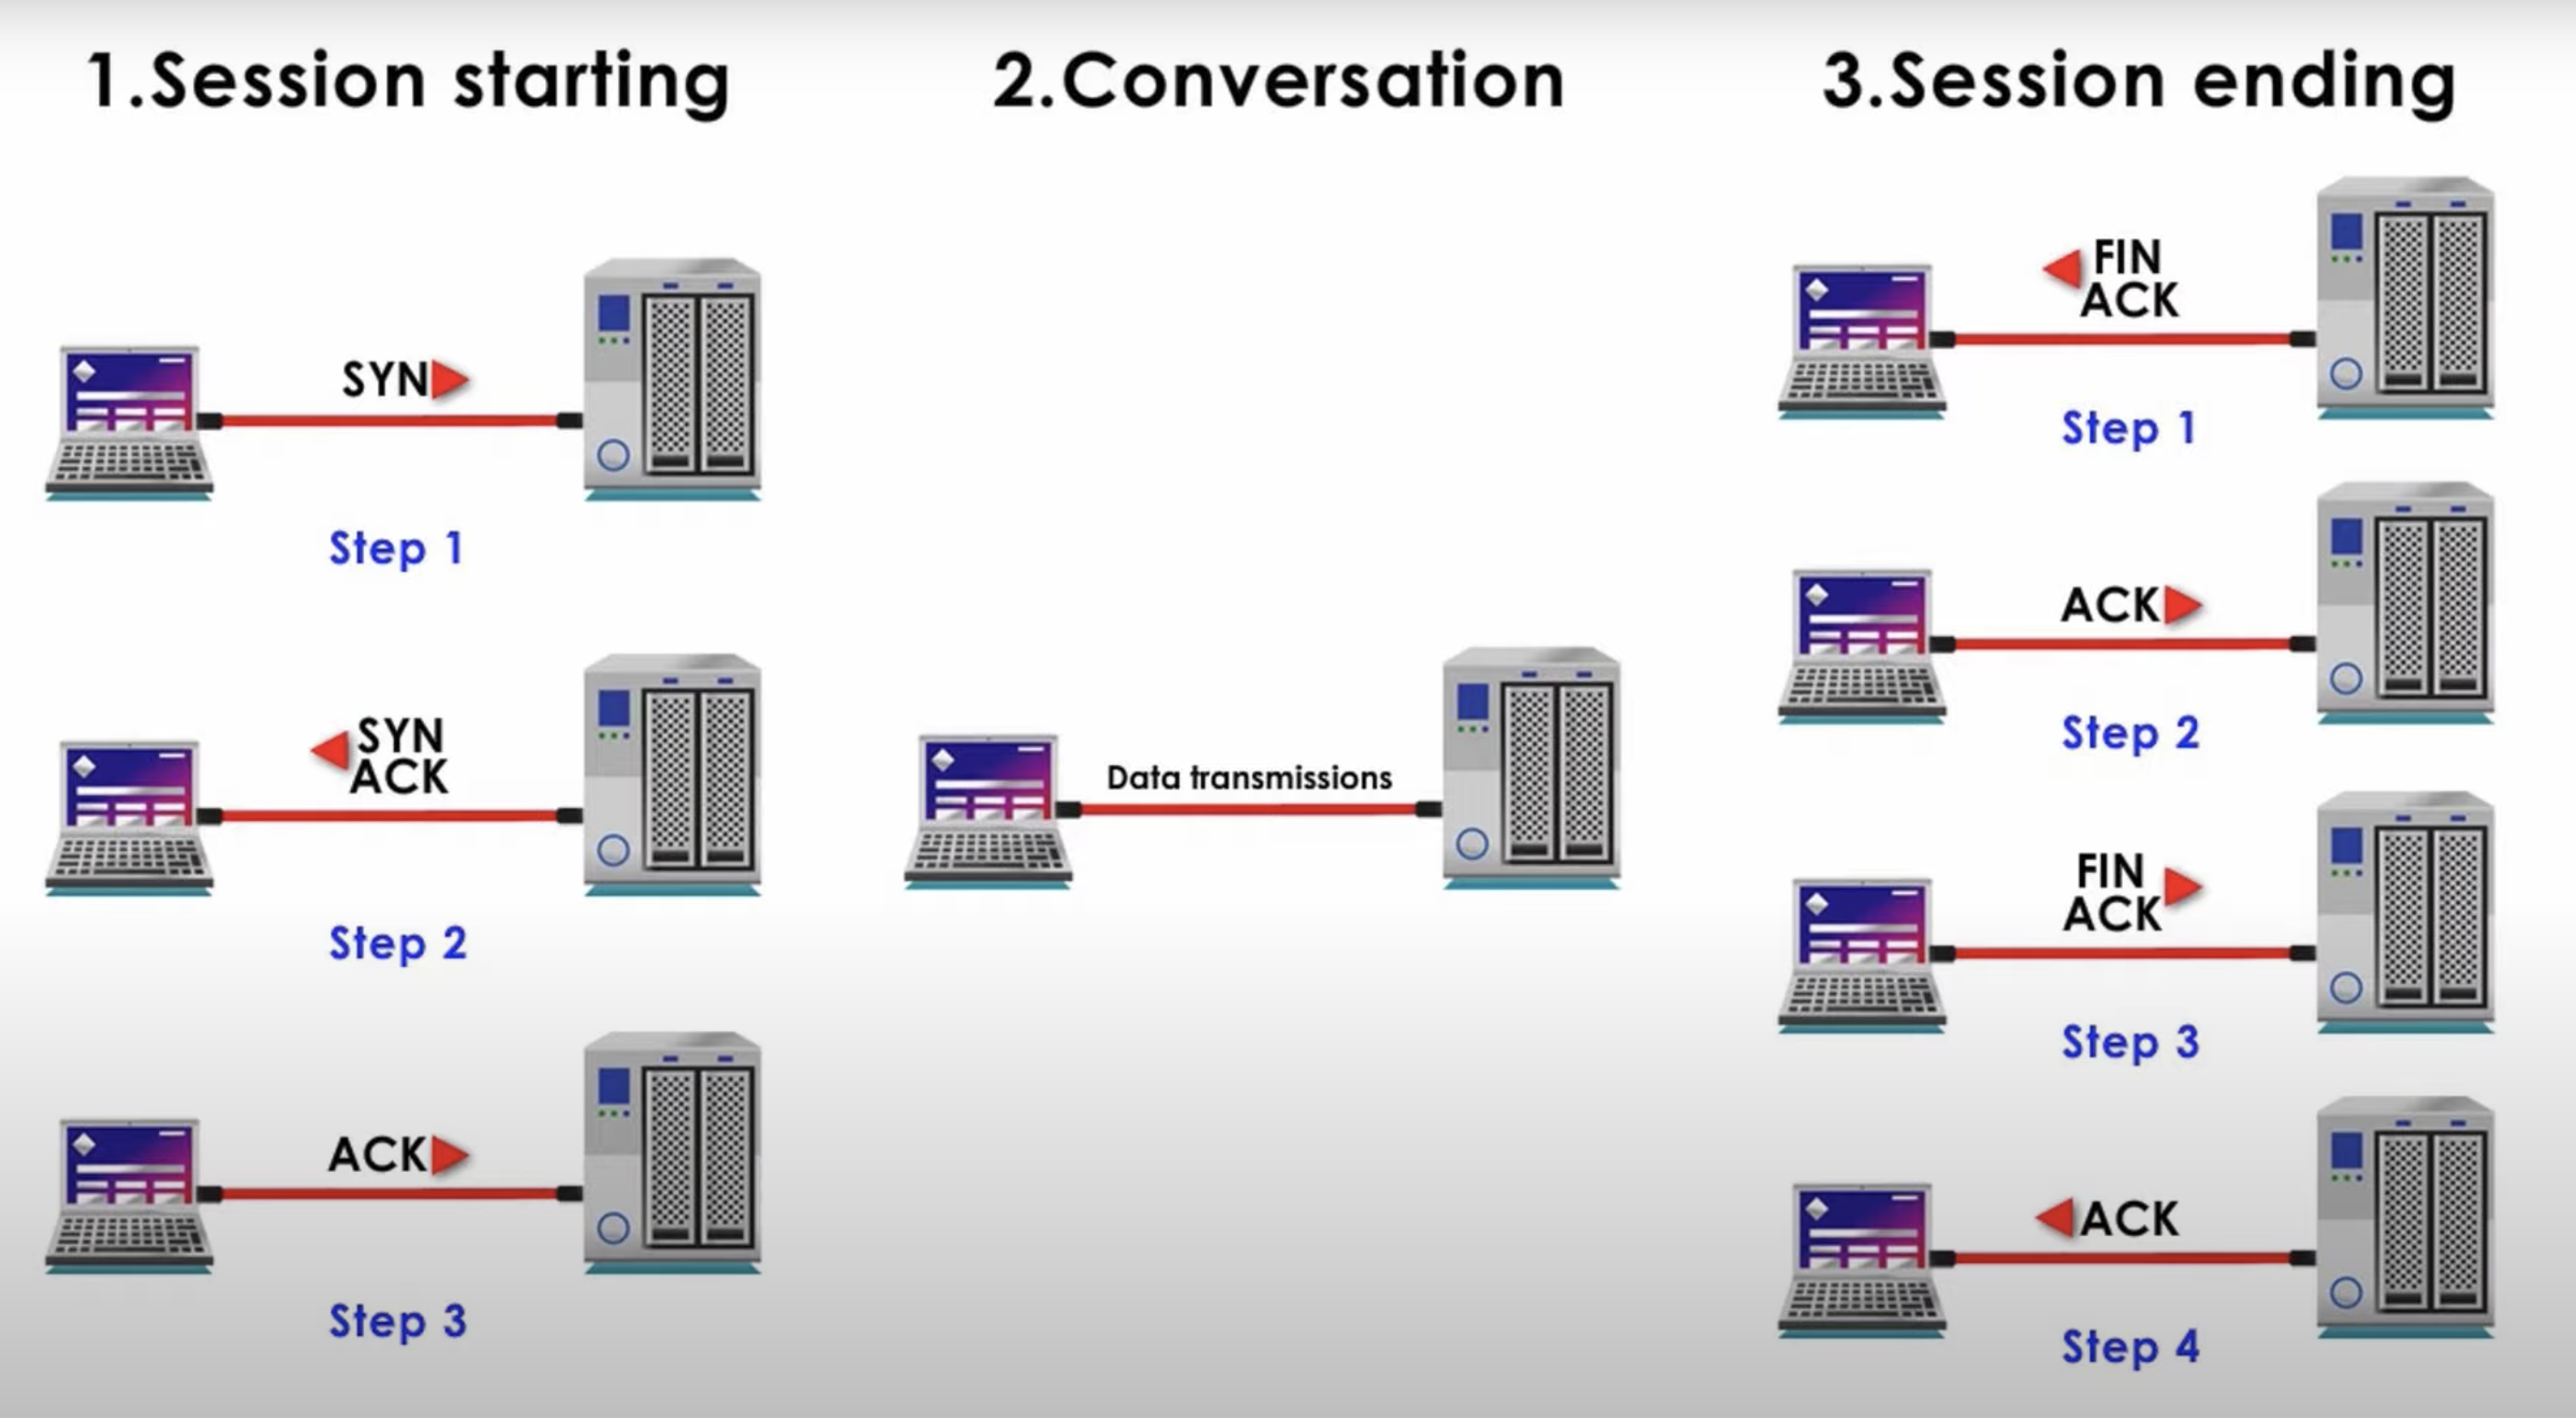 1.Session starting
SYN
Step 1
SYN
ACK
Step 2
ACK
Step 3
2.Conversation
Data transmissions
3.Session ending
FIN
ACK
Step 1
ACK
Step 2
FIN
ACK
Step 3
ACK
Step 4